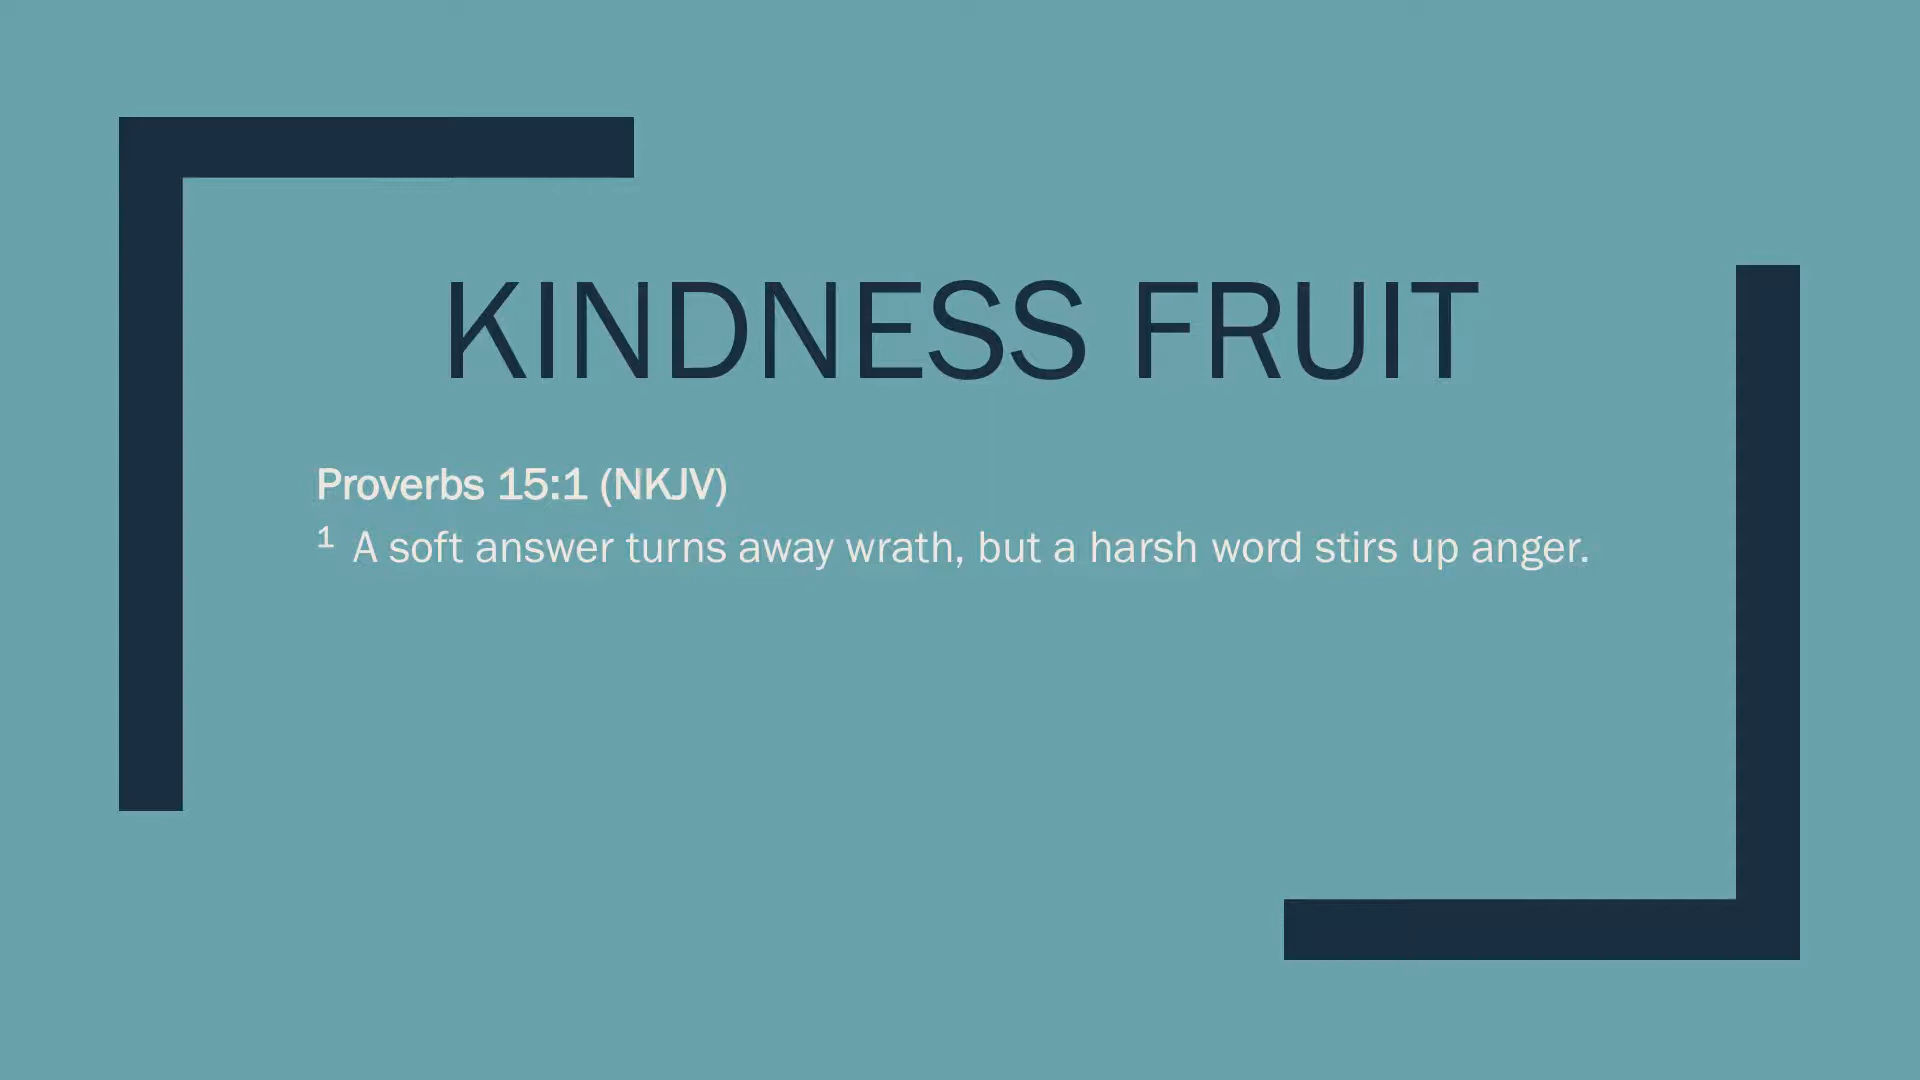 KINDNESS FRUIT
Proverbs 15:1 (NKJV)
1 A soft answer turns away wrath, but a harsh word stirs up anger.